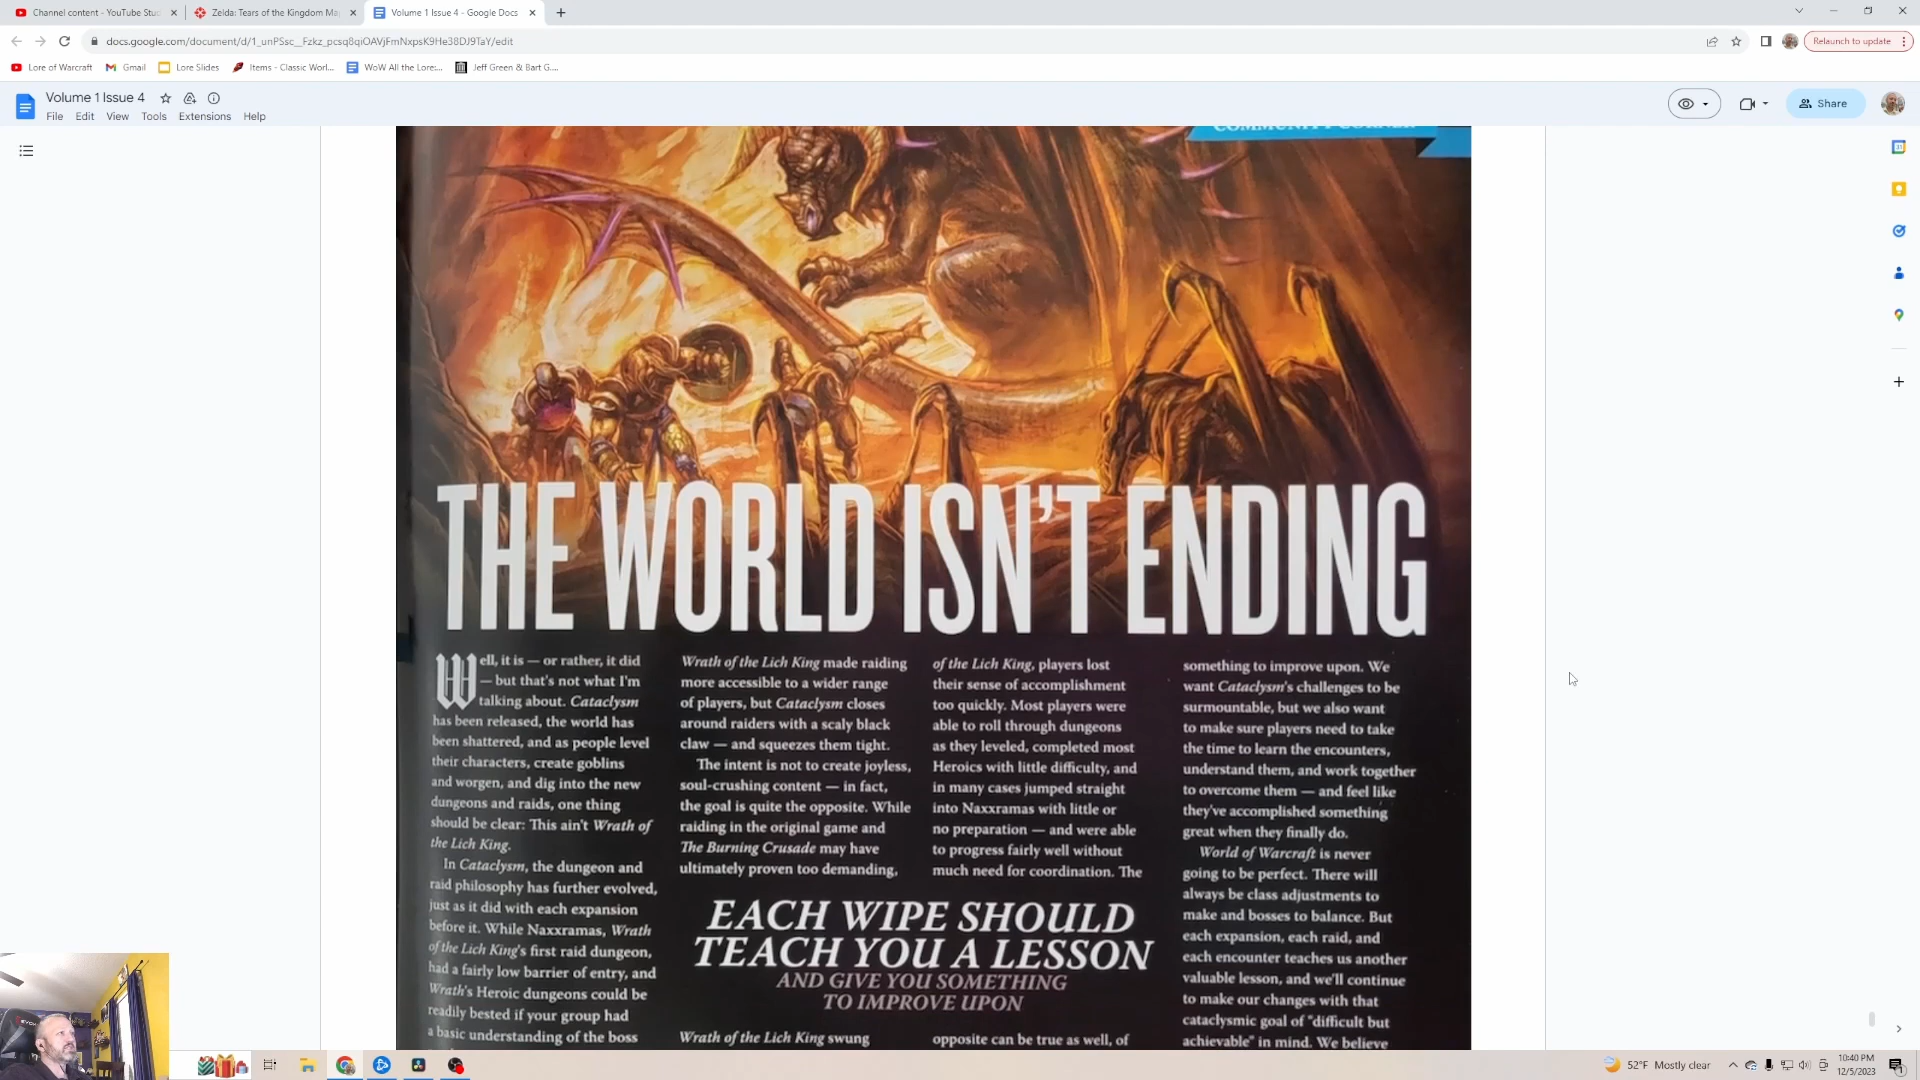 Channel content - YouTube Stu
Zelda: Tears of the Kingdom Ma
Volume 1 Issue 4 - Google Docs
Relaunch to update
Lore of Warcraft
Gmail
Lore Slides
Items - Classic Worl...
WoW All the Lore:...
Jeff Green & Bart G....
Volume 1 Issue 4
File Edit View Tools Extensions Help
Share
COMMUNITY CORNER
THE WORLD ISN'T ENDING
Well, it is — or rather, it did
— but that's not what I'm
talking about. Cataclysm
has been released, the world has
been shattered, and as people level
their characters, create goblins
and worgen, and dig into the new
dungeons and raids, one thing
should be clear: This ain't Wrath of
the Lich King.
In Cataclysm, the dungeon and
raid philosophy has further evolved,
just as it did with each expansion
before it. While Naxxramas, Wrath
of the Lich King's first raid dungeon,
had a fairly low barrier of entry, and
Wrath's Heroic dungeons could be
readily bested if your group had
a basic understanding of the boss
Wrath of the Lich King made raiding
more accessible to a wider range
of players, but Cataclysm closes
around raiders with a scaly black
claw — and squeezes them tight.
The intent is not to create joyless,
soul-crushing content — in fact,
the goal is quite the opposite. While
raiding in the original game and
The Burning Crusade may have
ultimately proven too demanding,
Wrath of the Lich King swung
of the Lich King, players lost
their sense of accomplishment
too quickly. Most players were
able to roll through dungeons
as they leveled, completed most
Heroics with little difficulty, and
in many cases jumped straight
into Naxxramas with little or
no preparation — and were able
to progress fairly well without
much need for coordination. The
opposite can be true as well, of
EACH WIPE SHOULD
TEACH YOU A LESSON
AND GIVE YOU SOMETHING
TO IMPROVE UPON
something to improve upon. We
want Cataclysm's challenges to be
surmountable, but we also want
to make sure players need to take
the time to learn the encounters,
understand them, and work together
to overcome them — and feel like
they've accomplished something
great when they finally do.
World of Warcraft is never
going to be perfect. There will
always be class adjustments to
make and bosses to balance. But
each expansion, each raid, and
each encounter teaches us another
valuable lesson, and we'll continue
to make our changes with that
cataclysmic goal of "difficult but
achievable" in mind. We believe
52°F Mostly clear
10:40 PM
12/5/2023